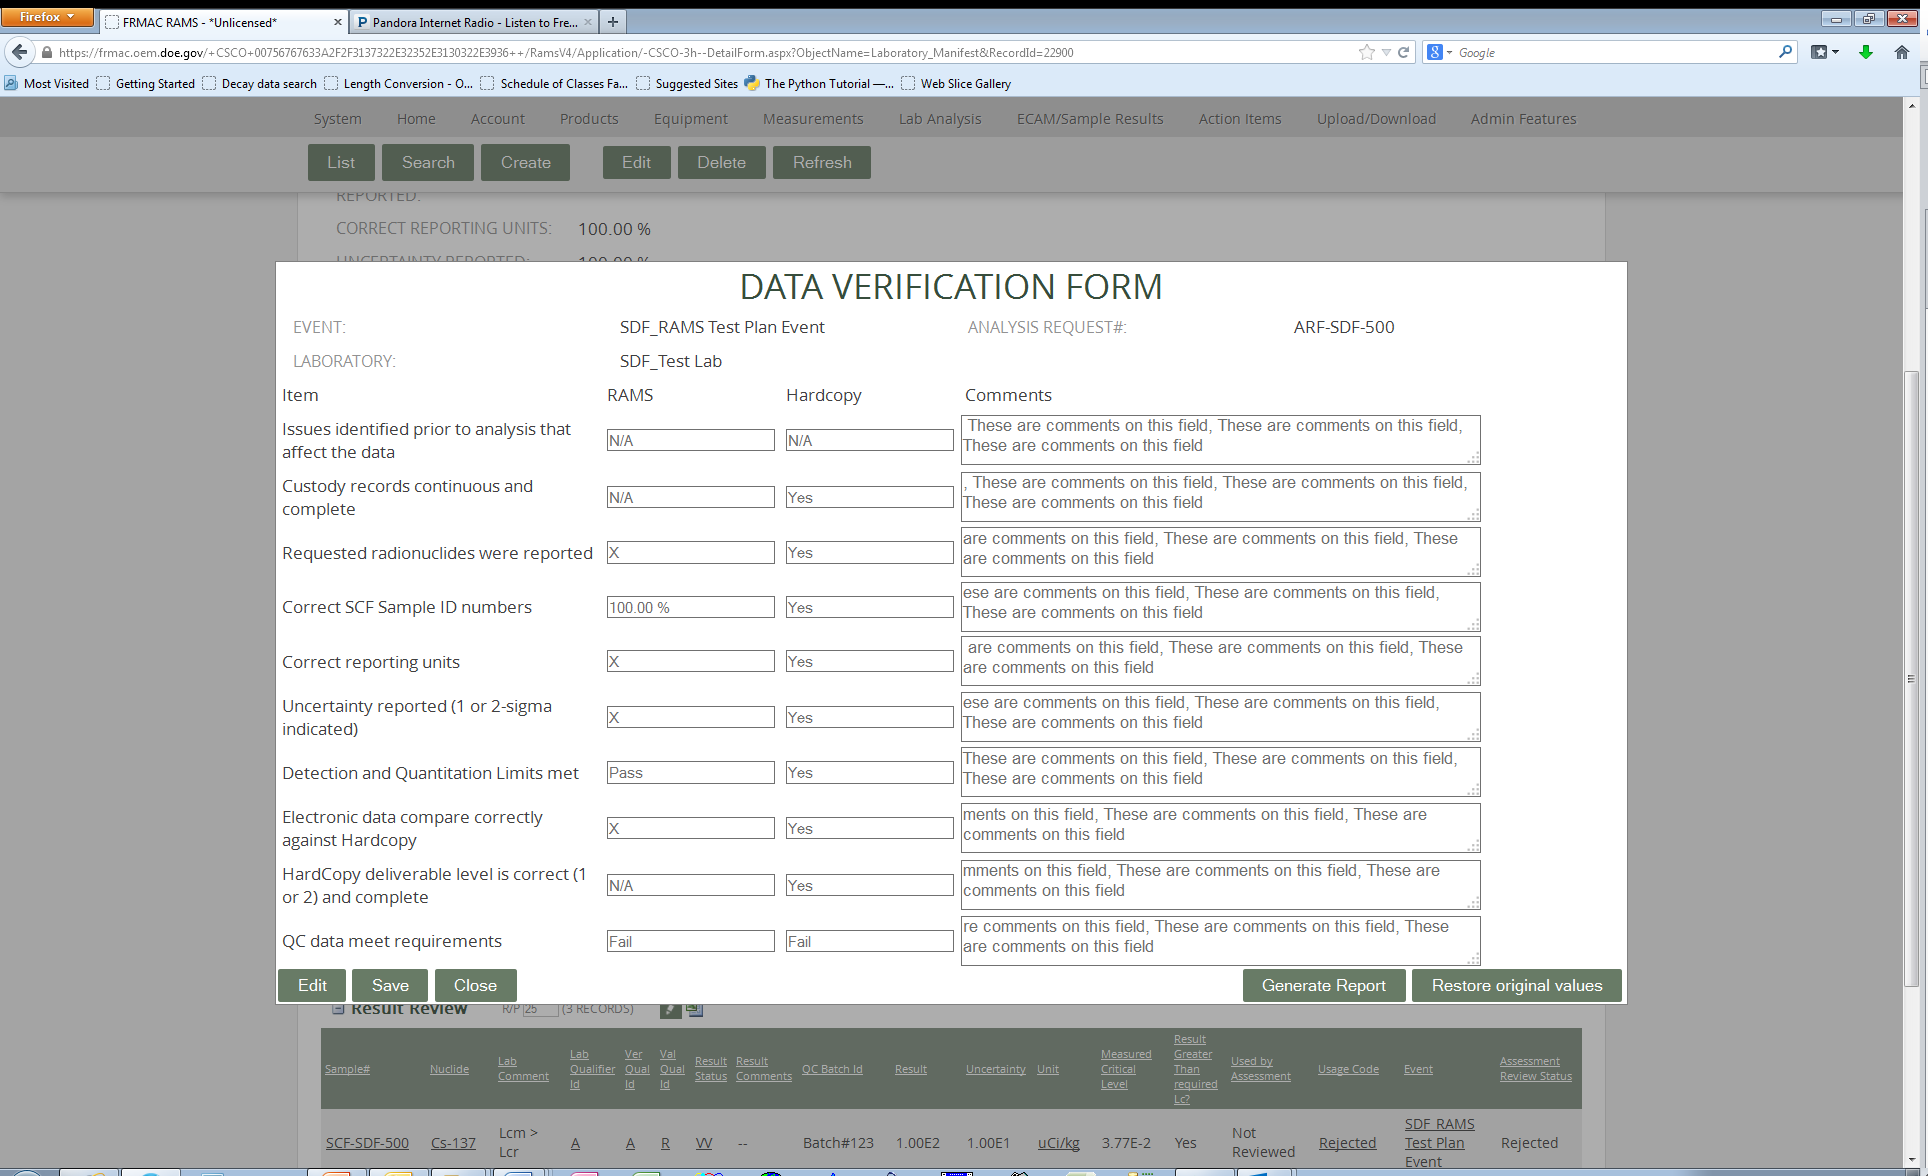 Firefox
FRMAC RAMS - *Unlicensed*
Pandora Internet Radio - Listen to Fre...
https://frmac.oem.doe.gov/+CSCO+00756767633A2F2F3137322E32352E3130322E3936++/RamsV4/Application/-CSCO-3h--DetailForm.aspx?ObjectName=Laboratory_Manifest&RecordId=22900
Google
Most Visited Getting Started Decay data search Length Conversion - O... Schedule of Classes Fa... Suggested Sites The Python Tutorial —... Web Slice Gallery
System Home Account Products Equipment Measurements Lab Analysis ECAM/Sample Results Action Items Upload/Download Admin Features
List Search Create Edit Delete Refresh
REPORTED:
CORRECT REPORTING UNITS: 100.00 %
UNCERTAINTY REPORTED: 100.00 %
DATA VERIFICATION FORM
EVENT: SDF_RAMS Test Plan Event ANALYSIS REQUEST#: ARF-SDF-500
LABORATORY: SDF_Test Lab
Item RAMS Hardcopy Comments
Issues identified prior to analysis that
affect the data
N/A N/A
These are comments on this field, These are comments on this field,
These are comments on this field
Custody records continuous and
complete
N/A Yes
, These are comments on this field, These are comments on this field,
These are comments on this field
Requested radionuclides were reported X Yes
are comments on this field, These are comments on this field, These
are comments on this field
Correct SCF Sample ID numbers 100.00 % Yes
ese are comments on this field, These are comments on this field,
These are comments on this field
Correct reporting units X Yes
are comments on this field, These are comments on this field, These
are comments on this field
Uncertainty reported (1 or 2-sigma
indicated)
X Yes
ese are comments on this field, These are comments on this field,
These are comments on this field
Detection and Quantitation Limits met Pass Yes
These are comments on this field, These are comments on this field,
These are comments on this field
Electronic data compare correctly
against Hardcopy
X Yes
ments on this field, These are comments on this field, These are
comments on this field
HardCopy deliverable level is correct (1
or 2) and complete
N/A Yes
mments on this field, These are comments on this field, These are
comments on this field
QC data meet requirements Fail Fail
re comments on this field, These are comments on this field, These
are comments on this field
Edit Save Close Generate Report Restore original values
Result Review R/P 25 (3 RECORDS)
Sample#
Nuclide
Lab
Comment
Lab
Qualifier
Id
Ver
Qual
Id
Val
Qual
Id
Result
Status
Result
Comments
QC Batch Id
Result
Uncertainty
Unit
Measured
Critical
Level
Result
Greater
Than
required
Lc?
Used by
Assessment
Usage Code
Event
Assessment
Review Status
SCF-SDF-500
Cs-137
Lcm >
Lcr
A
A
R
VV
--
Batch#123
1.00E2
1.00E1
uCi/kg
3.77E-2
Yes
Not
Reviewed
Rejected
SDF_RAMS
Test Plan
Event
Rejected